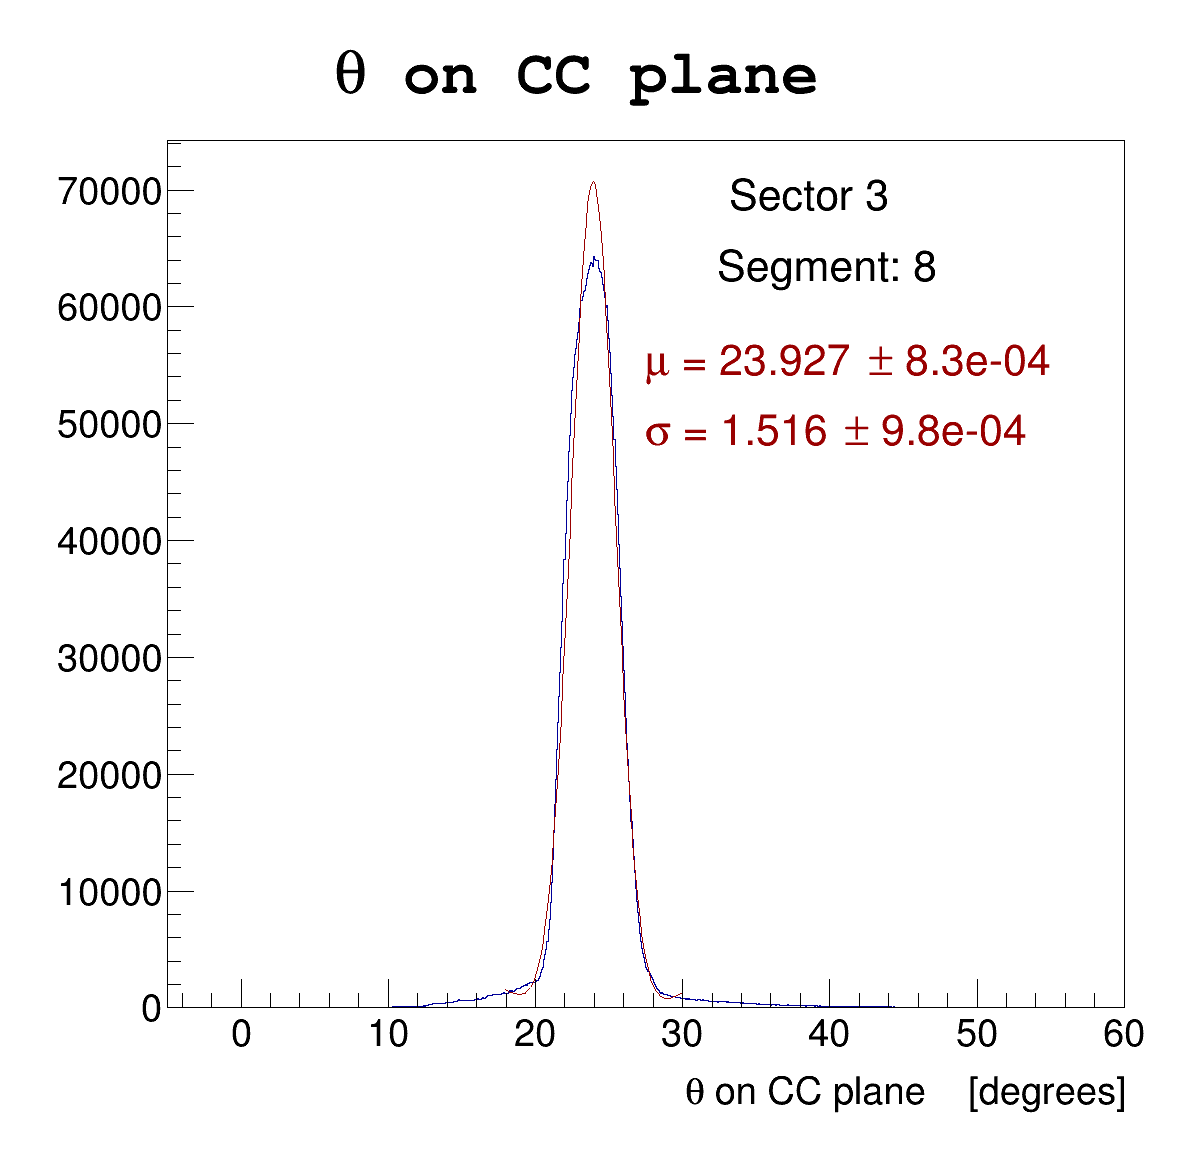 θ on CC plane
70000
60000
50000
40000
30000
20000
10000
0
Sector 3
Segment: 8
μ = 23.927 ± 8.3e-04
σ = 1.516 ± 9.8e-04
0 10 20 30 40 50 60
θ on CC plane [degrees]